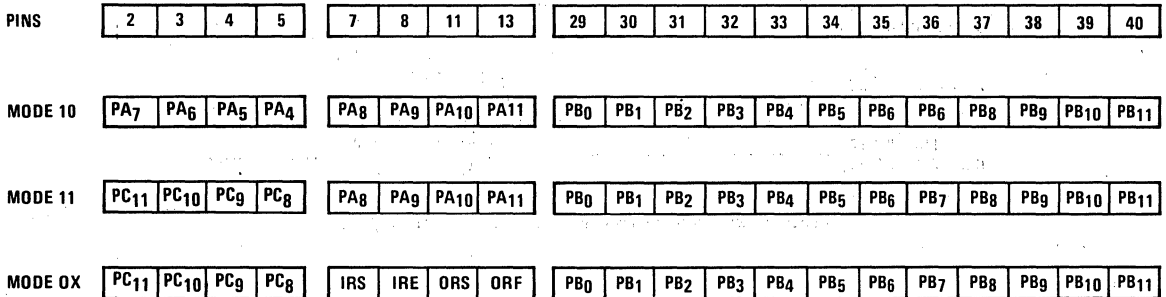 PINS 2 3 4 5 7 8 11 13 29 30 31 32 33 34 35 36 37 38 39 40
MODE 10 PA7 PA6 PA5 PA4 PA8 PA9 PA10 PA11 PB0 PB1 PB2 PB3 PB4 PB5 PB6 PB6 PB8 PB9 PB10 PB11
MODE 11 PC11 PC10 PC9 PC8 PA8 PA9 PA10 PA11 PB0 PB1 PB2 PB3 PB4 PB5 PB6 PB7 PB8 PB9 PB10 PB11
MODE OX PC11 PC10 PC9 PC8 IRS IRE ORS ORF PB0 PB1 PB2 PB3 PB4 PB5 PB6 PB7 PB8 PB9 PB10 PB11